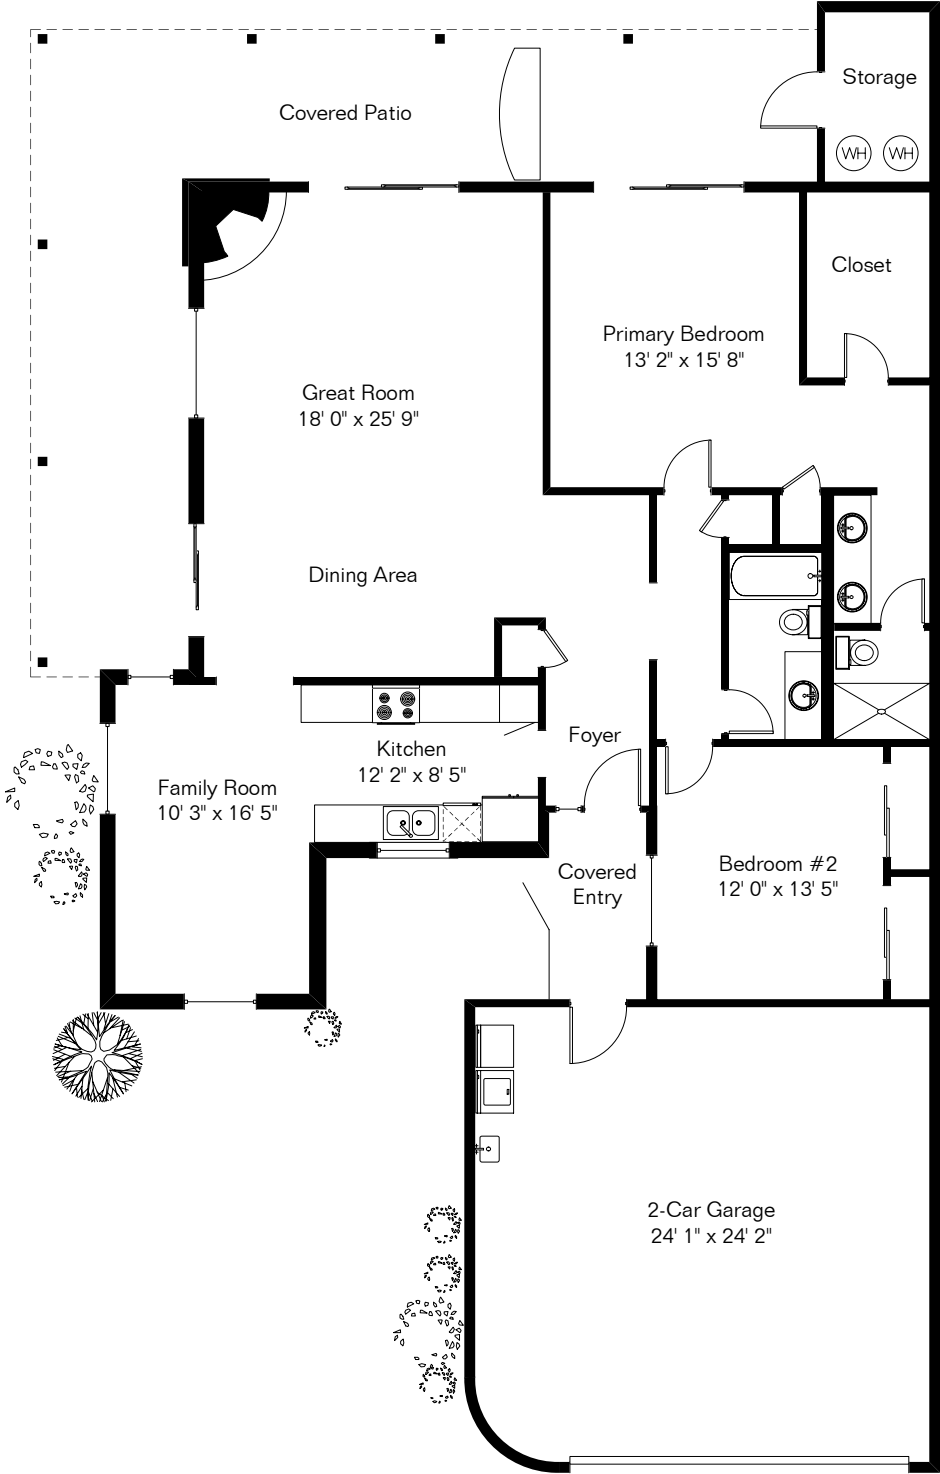 Storage
Covered Patio
WH WH
Closet
Primary Bedroom
13' 2" x 15' 8"
Great Room
18' 0" x 25' 9"
Dining Area
Foyer
Kitchen
12' 2" x 8' 5"
Family Room
10' 3" x 16' 5"
Bedroom #2
12' 0" x 13' 5"
Covered
Entry
2-Car Garage
24' 1" x 24' 2"